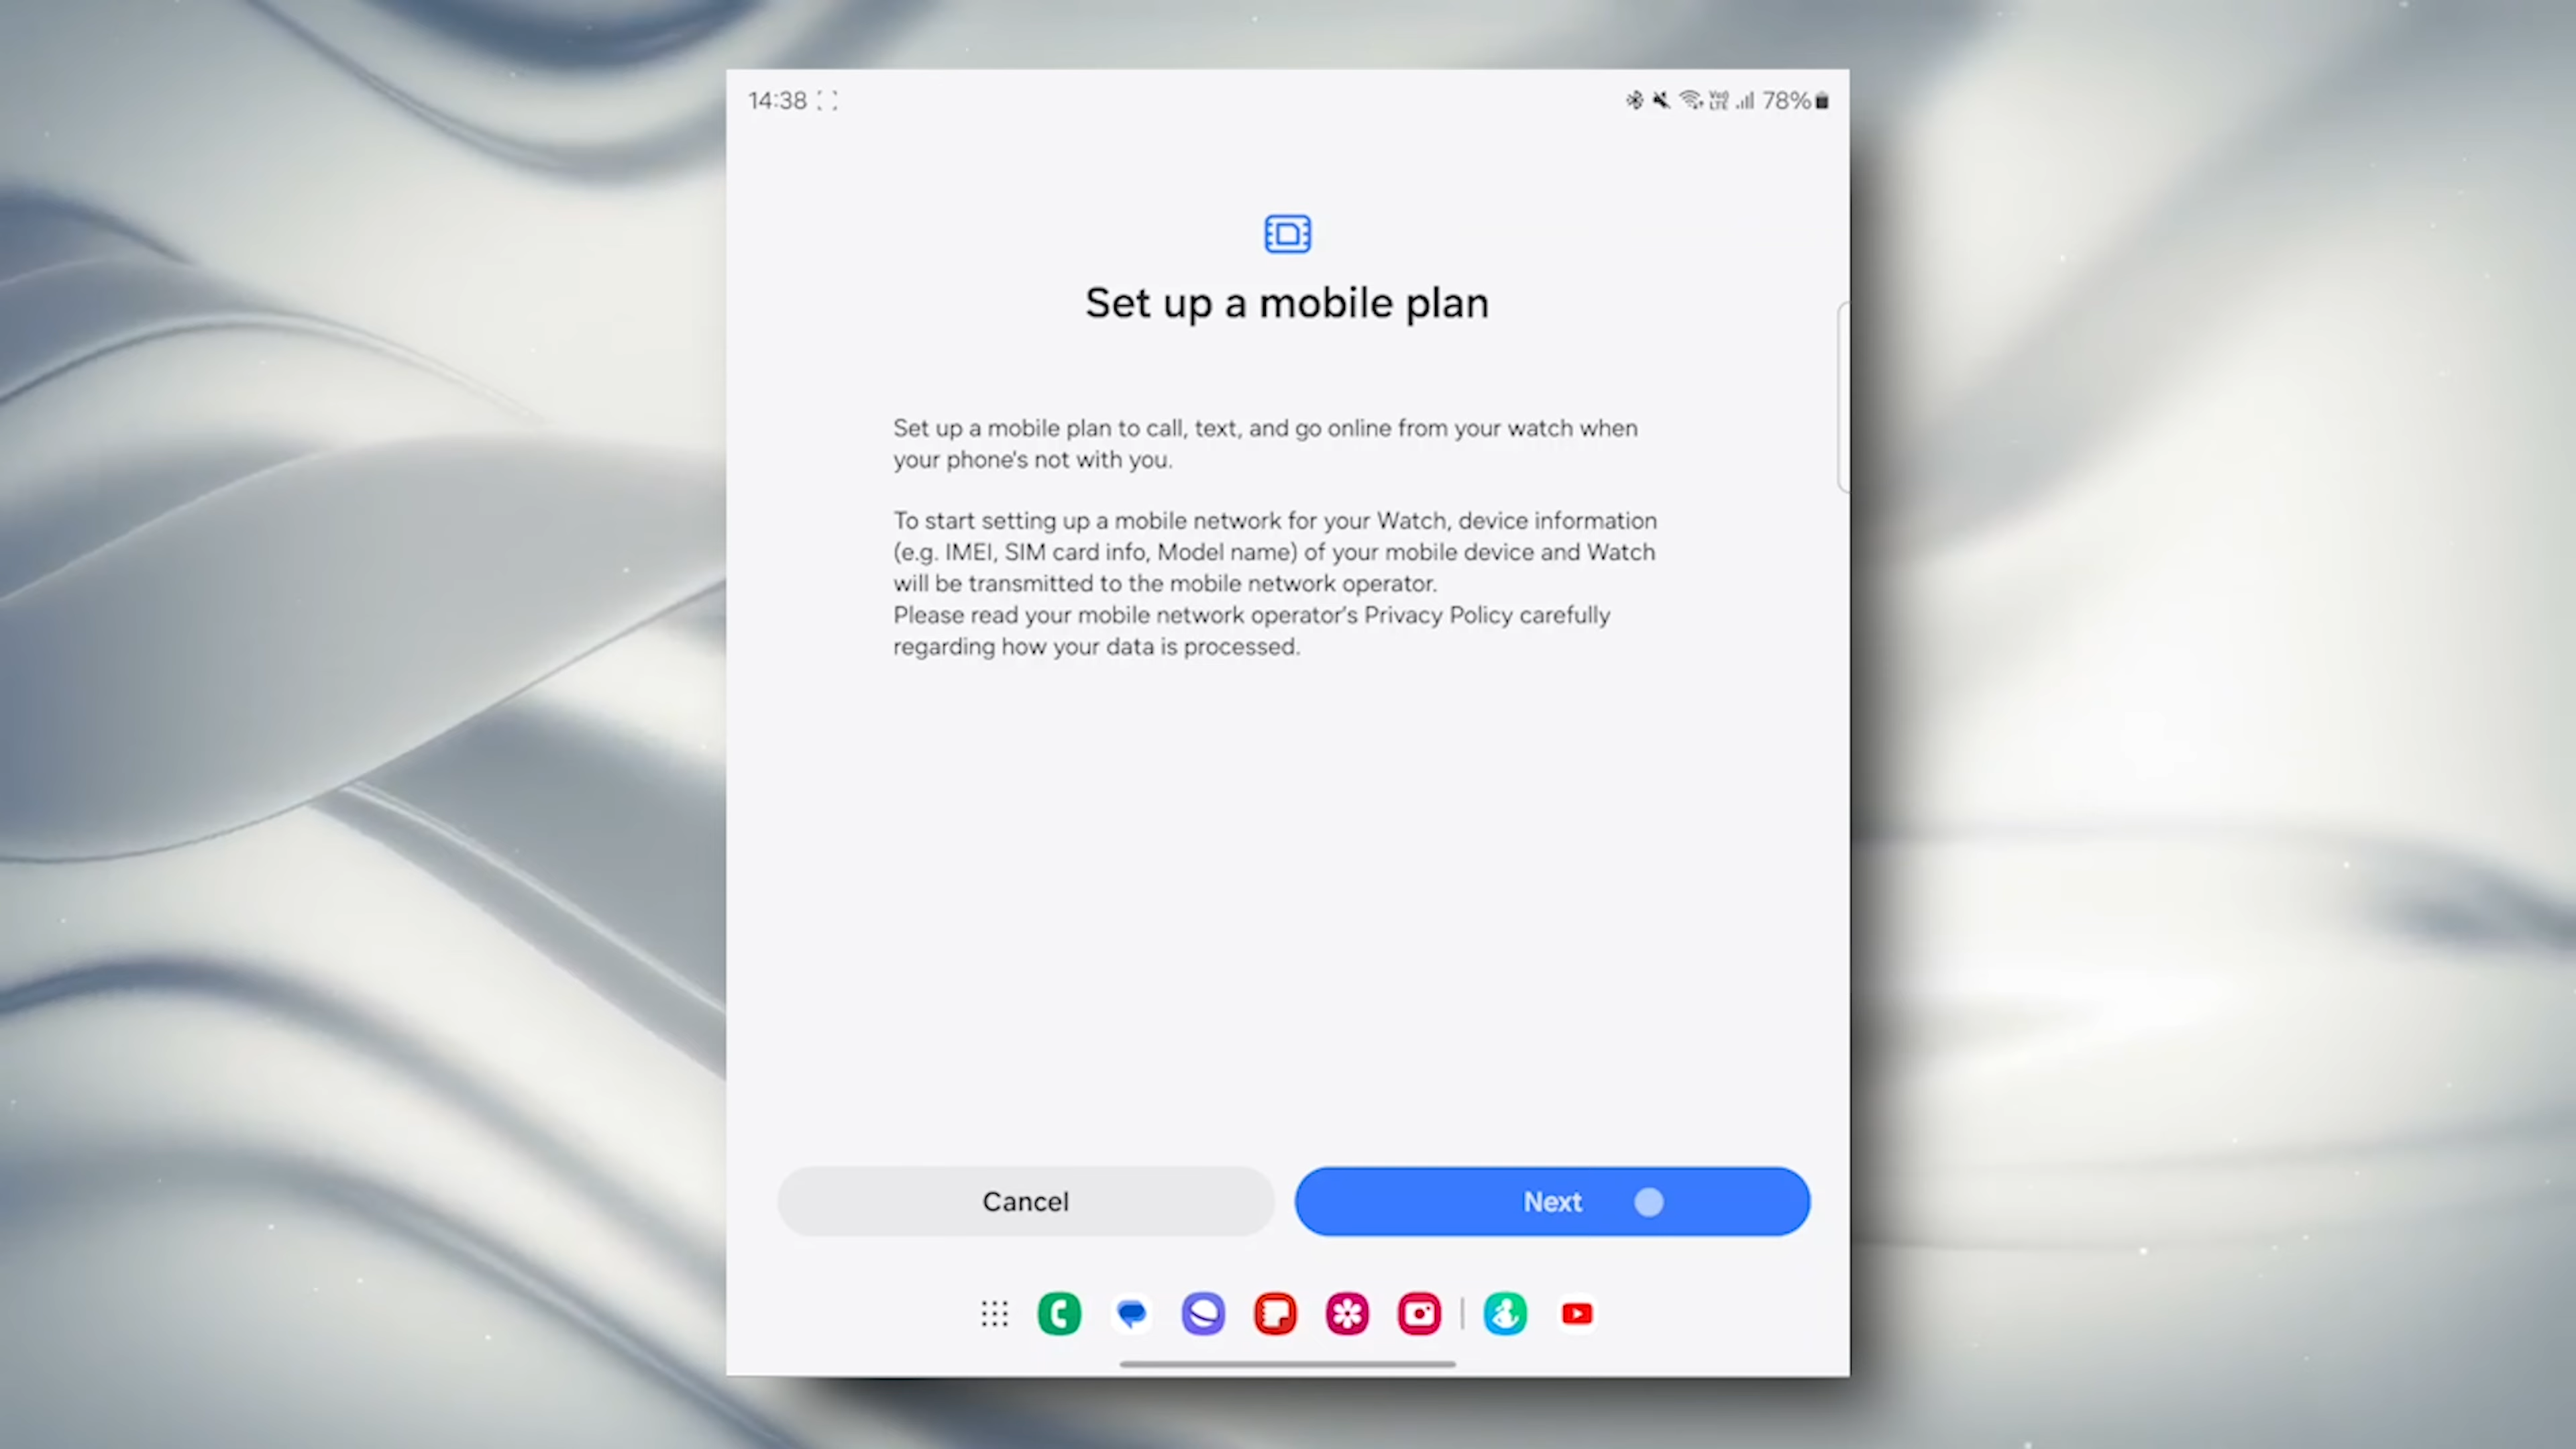 14:38
Vo) LTE 78%
Set up a mobile plan
Set up a mobile plan to call, text, and go online from your watch when
your phone's not with you.
To start setting up a mobile network for your Watch, device information
(e.g. IMEI, SIM card info, Model name) of your mobile device and Watch
will be transmitted to the mobile network operator.
Please read your mobile network operator's Privacy Policy carefully
regarding how your data is processed.
Cancel
Next